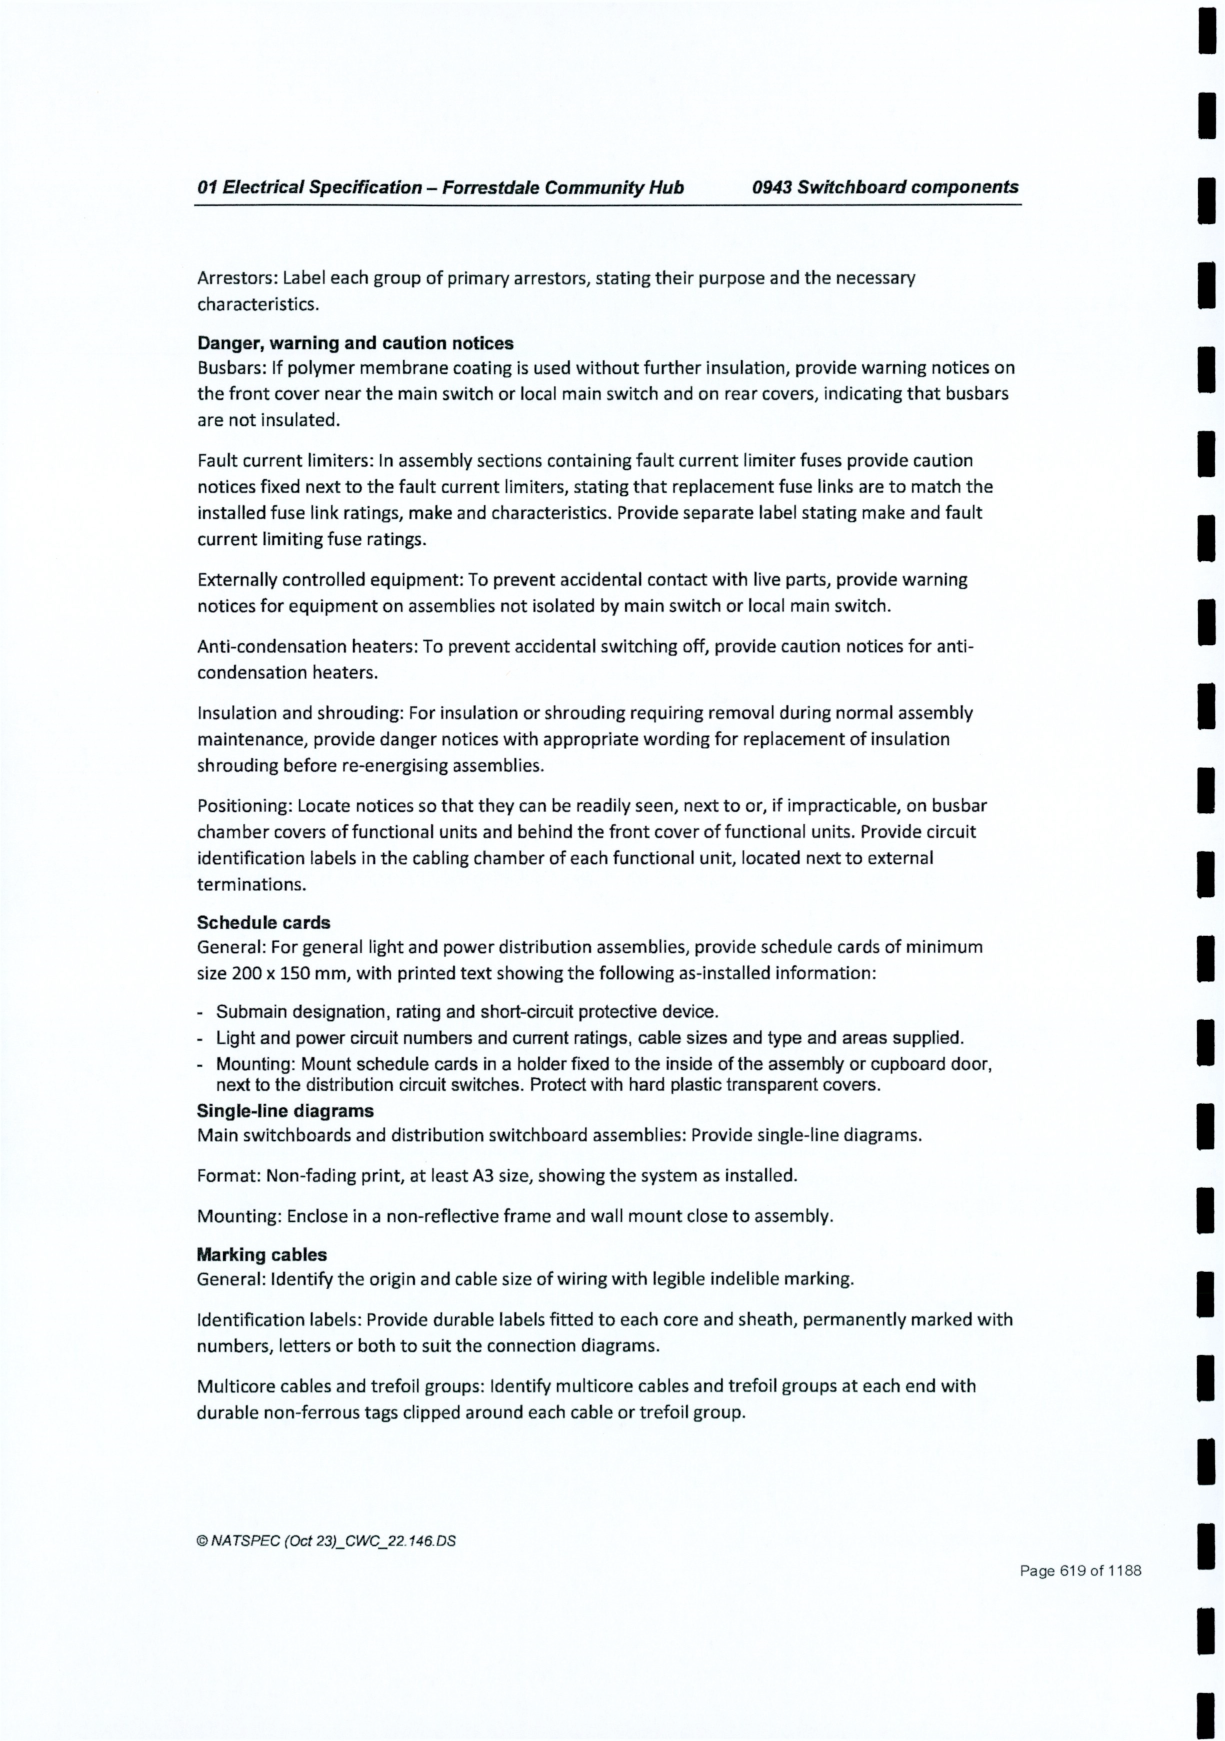 01 Electrical Specification – Forrestdale Community Hub 0943 Switchboard components
Arrestors: Label each group of primary arrestors, stating their purpose and the necessary
characteristics.
Danger, warning and caution notices
Busbars: If polymer membrane coating is used without further insulation, provide warning notices on
the front cover near the main switch or local main switch and on rear covers, indicating that busbars
are not insulated.
Fault current limiters: In assembly sections containing fault current limiter fuses provide caution
notices fixed next to the fault current limiters, stating that replacement fuse links are to match the
installed fuse link ratings, make and characteristics. Provide separate label stating make and fault
current limiting fuse ratings.
Externally controlled equipment: To prevent accidental contact with live parts, provide warning
notices for equipment on assemblies not isolated by main switch or local main switch.
Anti-condensation heaters: To prevent accidental switching off, provide caution notices for anti-
condensation heaters.
Insulation and shrouding: For insulation or shrouding requiring removal during normal assembly
maintenance, provide danger notices with appropriate wording for replacement of insulation
shrouding before re-energising assemblies.
Positioning: Locate notices so that they can be readily seen, next to or, if impracticable, on busbar
chamber covers of functional units and behind the front cover of functional units. Provide circuit
identification labels in the cabling chamber of each functional unit, located next to external
terminations.
Schedule cards
General: For general light and power distribution assemblies, provide schedule cards of minimum
size 200 x 150 mm, with printed text showing the following as-installed information:
- Submain designation, rating and short-circuit protective device.
- Light and power circuit numbers and current ratings, cable sizes and type and areas supplied.
- Mounting: Mount schedule cards in a holder fixed to the inside of the assembly or cupboard door,
next to the distribution circuit switches. Protect with hard plastic transparent covers.
Single-line diagrams
Main switchboards and distribution switchboard assemblies: Provide single-line diagrams.
Format: Non-fading print, at least A3 size, showing the system as installed.
Mounting: Enclose in a non-reflective frame and wall mount close to assembly.
Marking cables
General: Identify the origin and cable size of wiring with legible indelible marking.
Identification labels: Provide durable labels fitted to each core and sheath, permanently marked with
numbers, letters or both to suit the connection diagrams.
Multicore cables and trefoil groups: Identify multicore cables and trefoil groups at each end with
durable non-ferrous tags clipped around each cable or trefoil group.
© NATSPEC (Oct 23)_CWC_22.146.DS
Page 619 of 1188